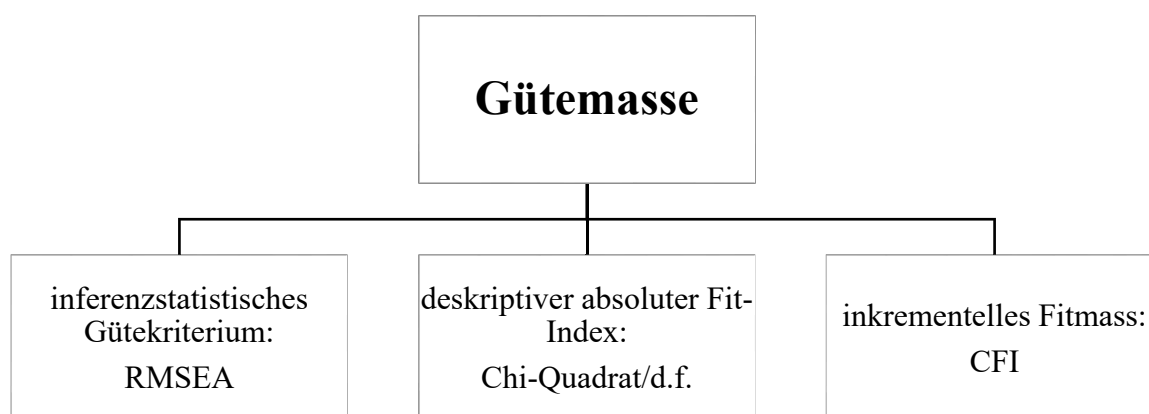 Gütemasse
inferenzstatistisches
Gütekriterium:
RMSEA
deskriptiver absoluter Fit-
Index:
Chi-Quadrat/d.f.
inkrementelles Fitmass:
CFI